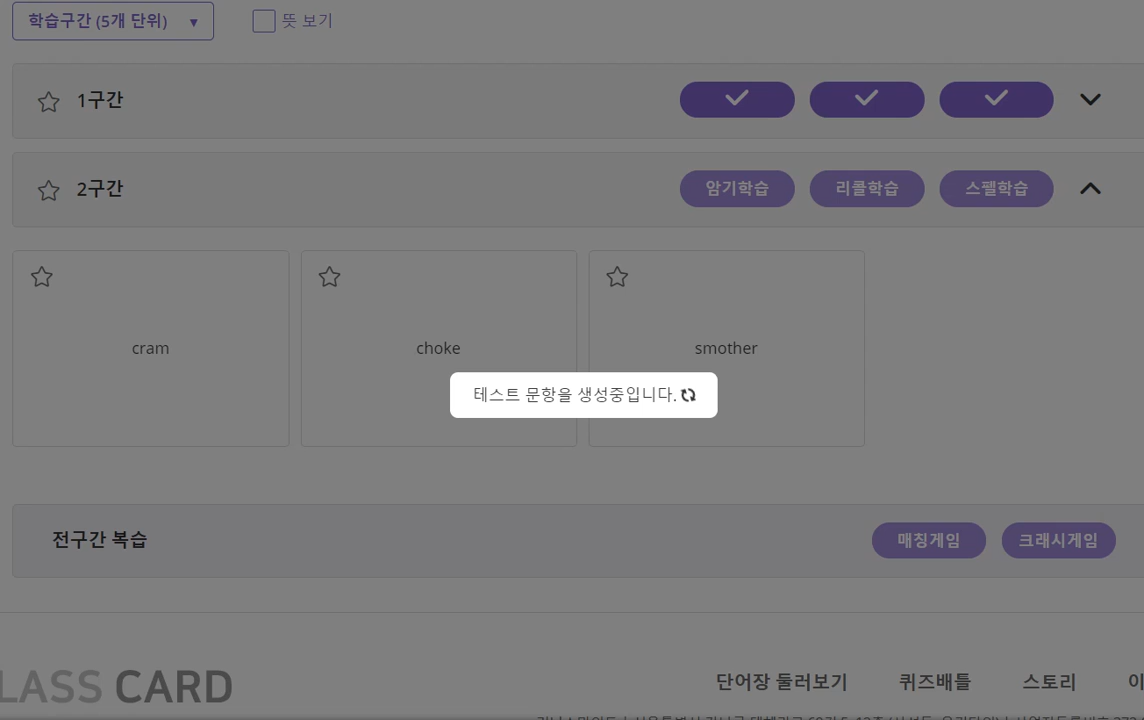 학습구간 (5개 단위) ▼
뜻 보기
1구간
2구간
암기학습 리콜학습 스펠학습
cram
choke
smother
테스트 문항을 생성중입니다.
전구간 복습
매칭게임 크래시게임
LASS CARD
단어장 둘러보기 퀴즈배틀 스토리